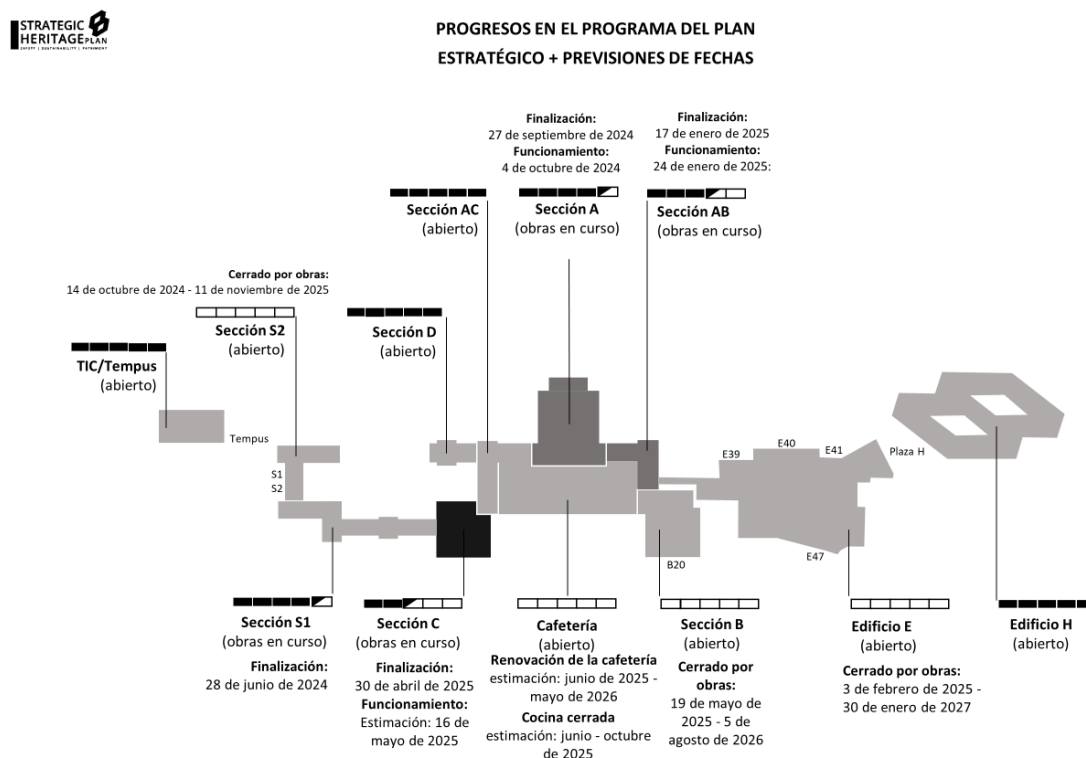 STRATEGIC
HERITAGE PLAN
SAFETY | SUSTAINABILITY | PATRIMONY
PROGRESOS EN EL PROGRAMA DEL PLAN
ESTRATÉGICO + PREVISIONES DE FECHAS
Finalización:
27 de septiembre de 2024
Funcionamiento:
4 de octubre de 2024
Finalización:
17 de enero de 2025
Funcionamiento:
24 de enero de 2025:
Sección AC
(abierto)
Sección A
(obras en curso)
Sección AB
(obras en curso)
Cerrado por obras:
14 de octubre de 2024 - 11 de noviembre de 2025
Sección S2
(abierto)
Sección D
(abierto)
TIC/Tempus
(abierto)
Tempus
S1
S2
E39
E40
E41
Plaza H
E47
B20
Sección S1
(obras en curso)
Finalización:
28 de junio de 2024
Sección C
(obras en curso)
Finalización:
30 de abril de 2025
Funcionamiento:
Estimación: 16 de
mayo de 2025
Cafetería
(abierto)
Renovación de la cafetería
estimación: junio de 2025 -
mayo de 2026
Cocina cerrada
estimación: junio - octubre
de 2025
Sección B
(abierto)
Cerrado por
obras:
19 de mayo
de 2025 - 5 de
agosto de 2026
Edificio E
(abierto)
Cerrado por obras:
3 de febrero de 2025 -
30 de enero de 2027
Edificio H
(abierto)